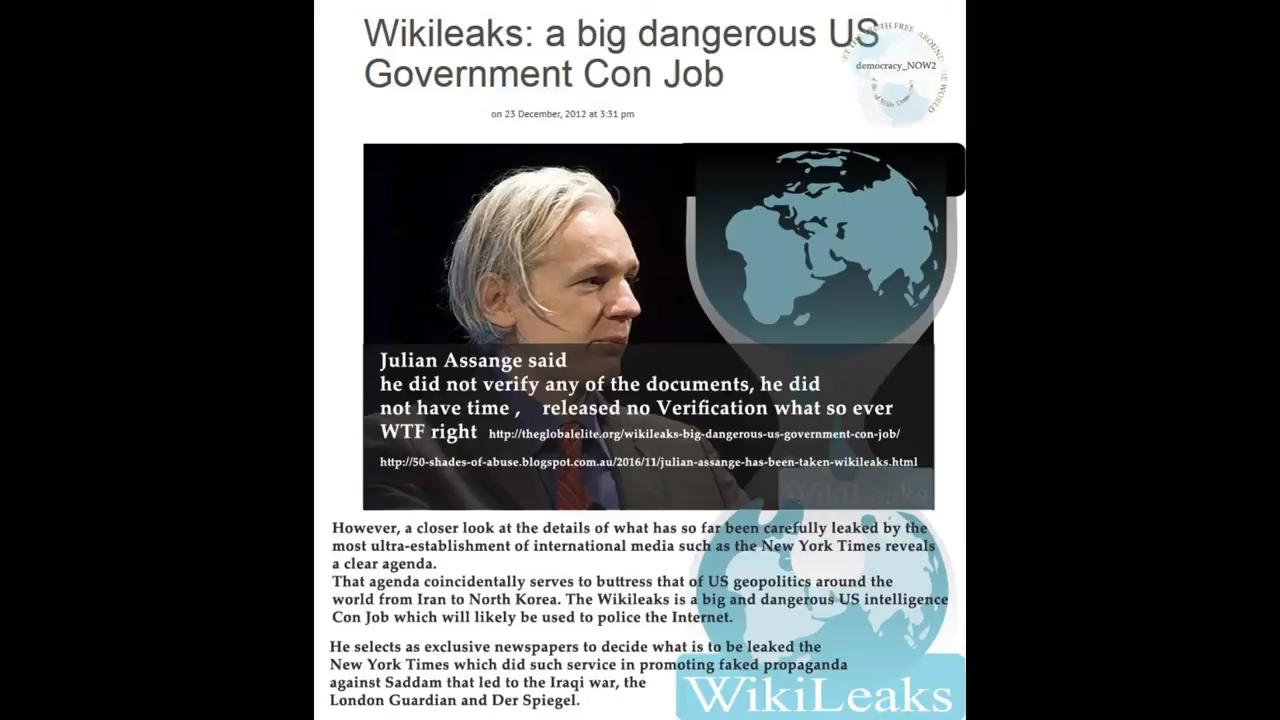 Wikileaks: a big dangerous US
Government Con Job
democracy_NOW2
on 23 December, 2012 at 3:31 pm
Julian Assange said
he did not verify any of the documents, he did
not have time , released no Verification what so ever
WTF right http://theglobalelite.org/wikileaks-big-dangerous-us-government-con-job/
http://50-shades-of-abuse.blogspot.com.au/2016/11/julian-assange-has-been-taken-wikileaks.html
WikiLeaks
However, a closer look at the details of what has so far been carefully leaked by the
most ultra-establishment of international media such as the New York Times reveals
a clear agenda.
That agenda coincidentally serves to buttress that of US geopolitics around the
world from Iran to North Korea. The Wikileaks is a big and dangerous US intelligence
Con Job which will likely be used to police the Internet.
He selects as exclusive newspapers to decide what is to be leaked the
New York Times which did such service in promoting faked propaganda
against Saddam that led to the Iraqi war, the
London Guardian and Der Spiegel.
WikiLeaks